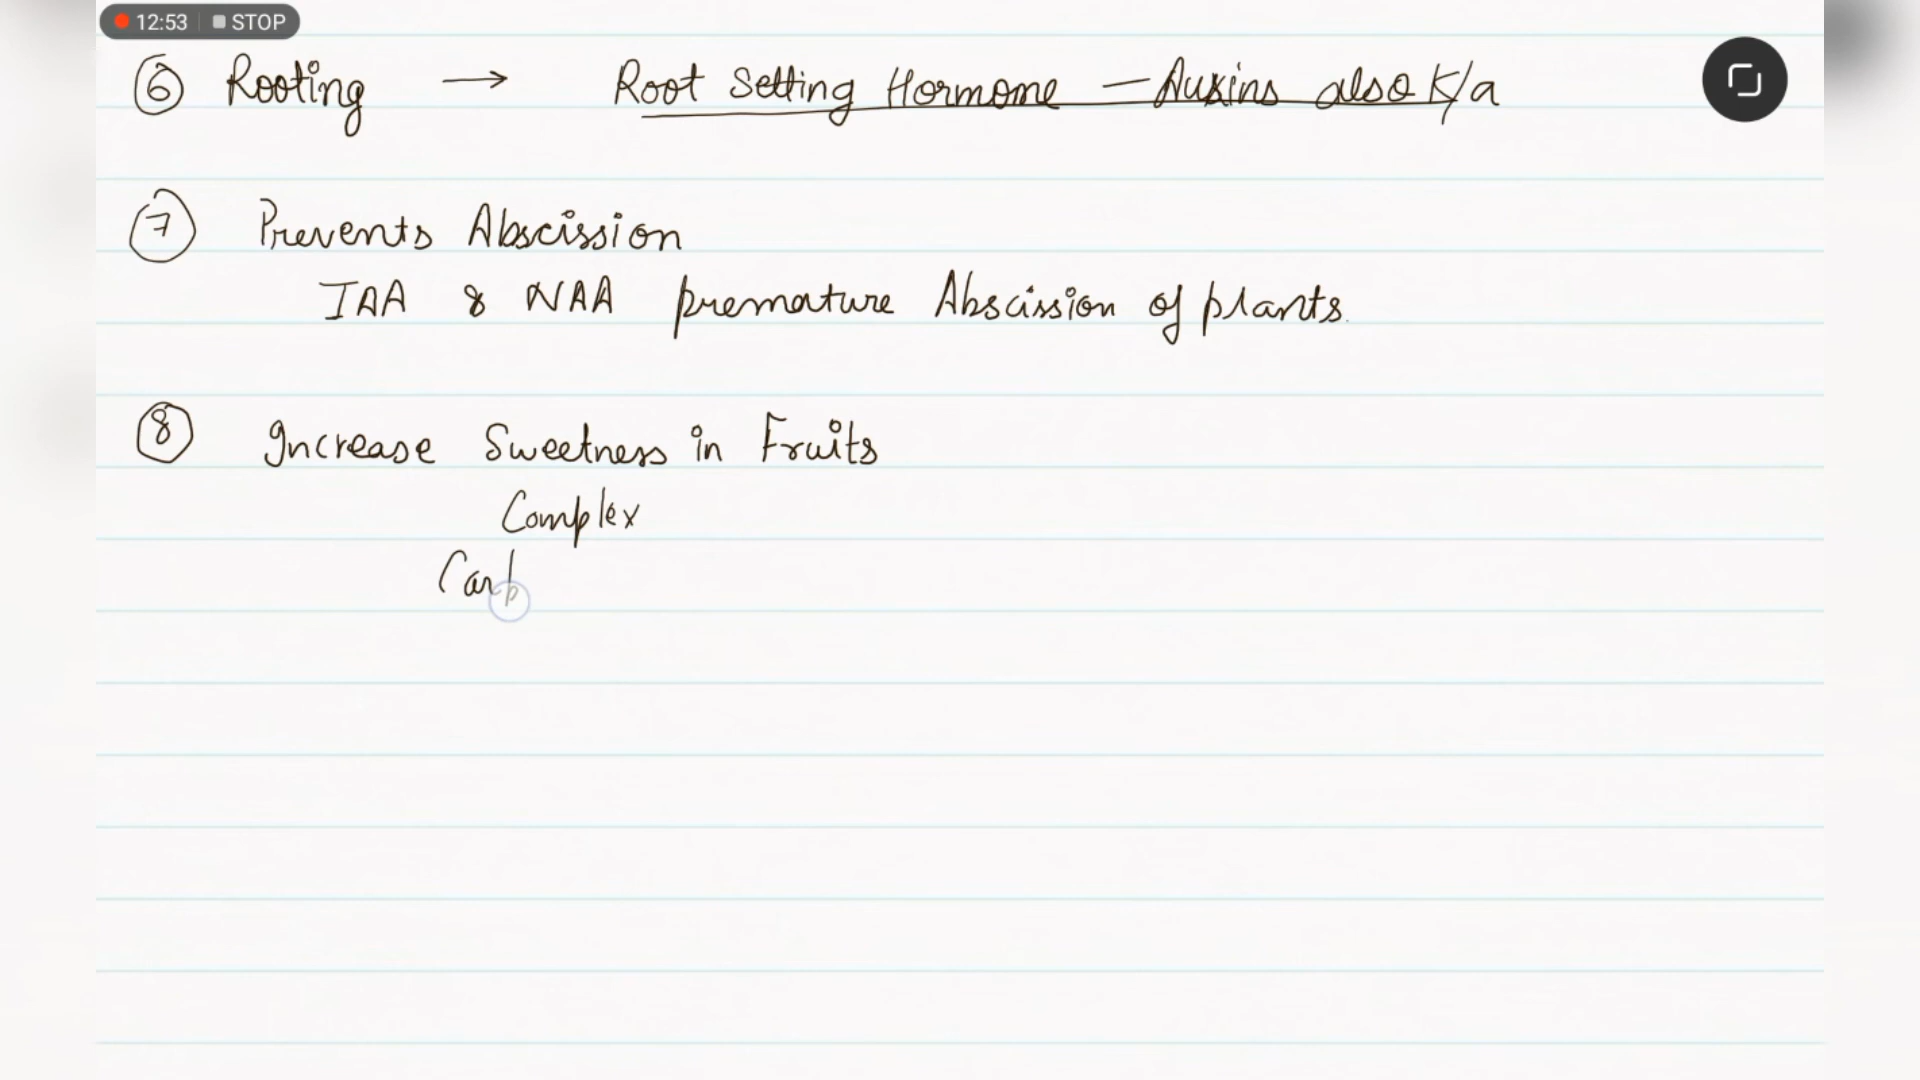 12:53 STOP
⑥ Rooting → Root Setting Hormone — Auxins also k/a
⑦ Prevents Abscission
IAA & NAA premature Abscission of plants.
⑧ Increase Sweetness in Fruits
Complex
Carb